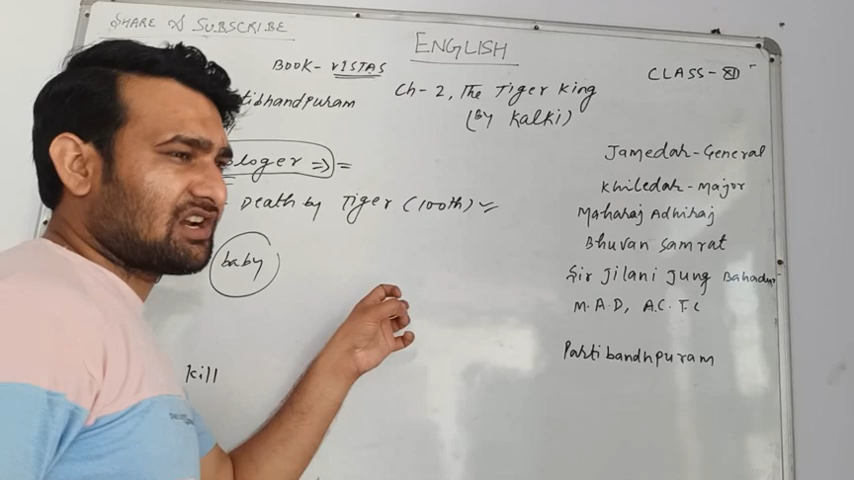 SHARE & SUBSCRIBE
ENGLISH
BOOK- VISTAS
CLASS-XII
tibhandpuram
Ch-2, The Tiger King
(By Kalki)
ologer ⇒ =
Death by Tiger (100th)
baby
kill
Jamedar-General
Khiledar-Major
Maharaj Adhiraj
Bhuvan Samrat
Sir Jilani Jung Bahadur
M.A.D, A.C.T.C
Partibandhpuram